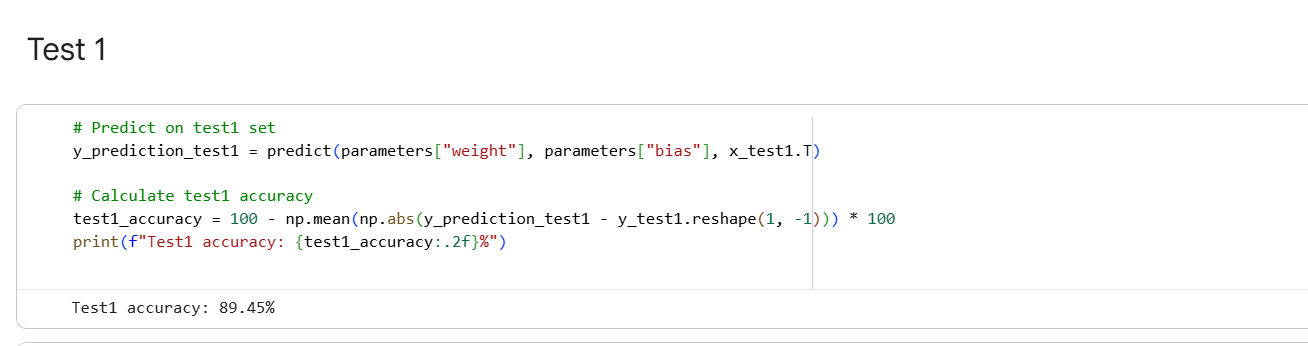 Test 1
# Predict on test1 set
y_prediction_test1 = predict(parameters["weight"], parameters["bias"], x_test1.T)
# Calculate test1 accuracy
test1_accuracy = 100 - np.mean(np.abs(y_prediction_test1 - y_test1.reshape(1, -1))) * 100
print(f"Test1 accuracy: {test1_accuracy:.2f}%")
Test1 accuracy: 89.45%